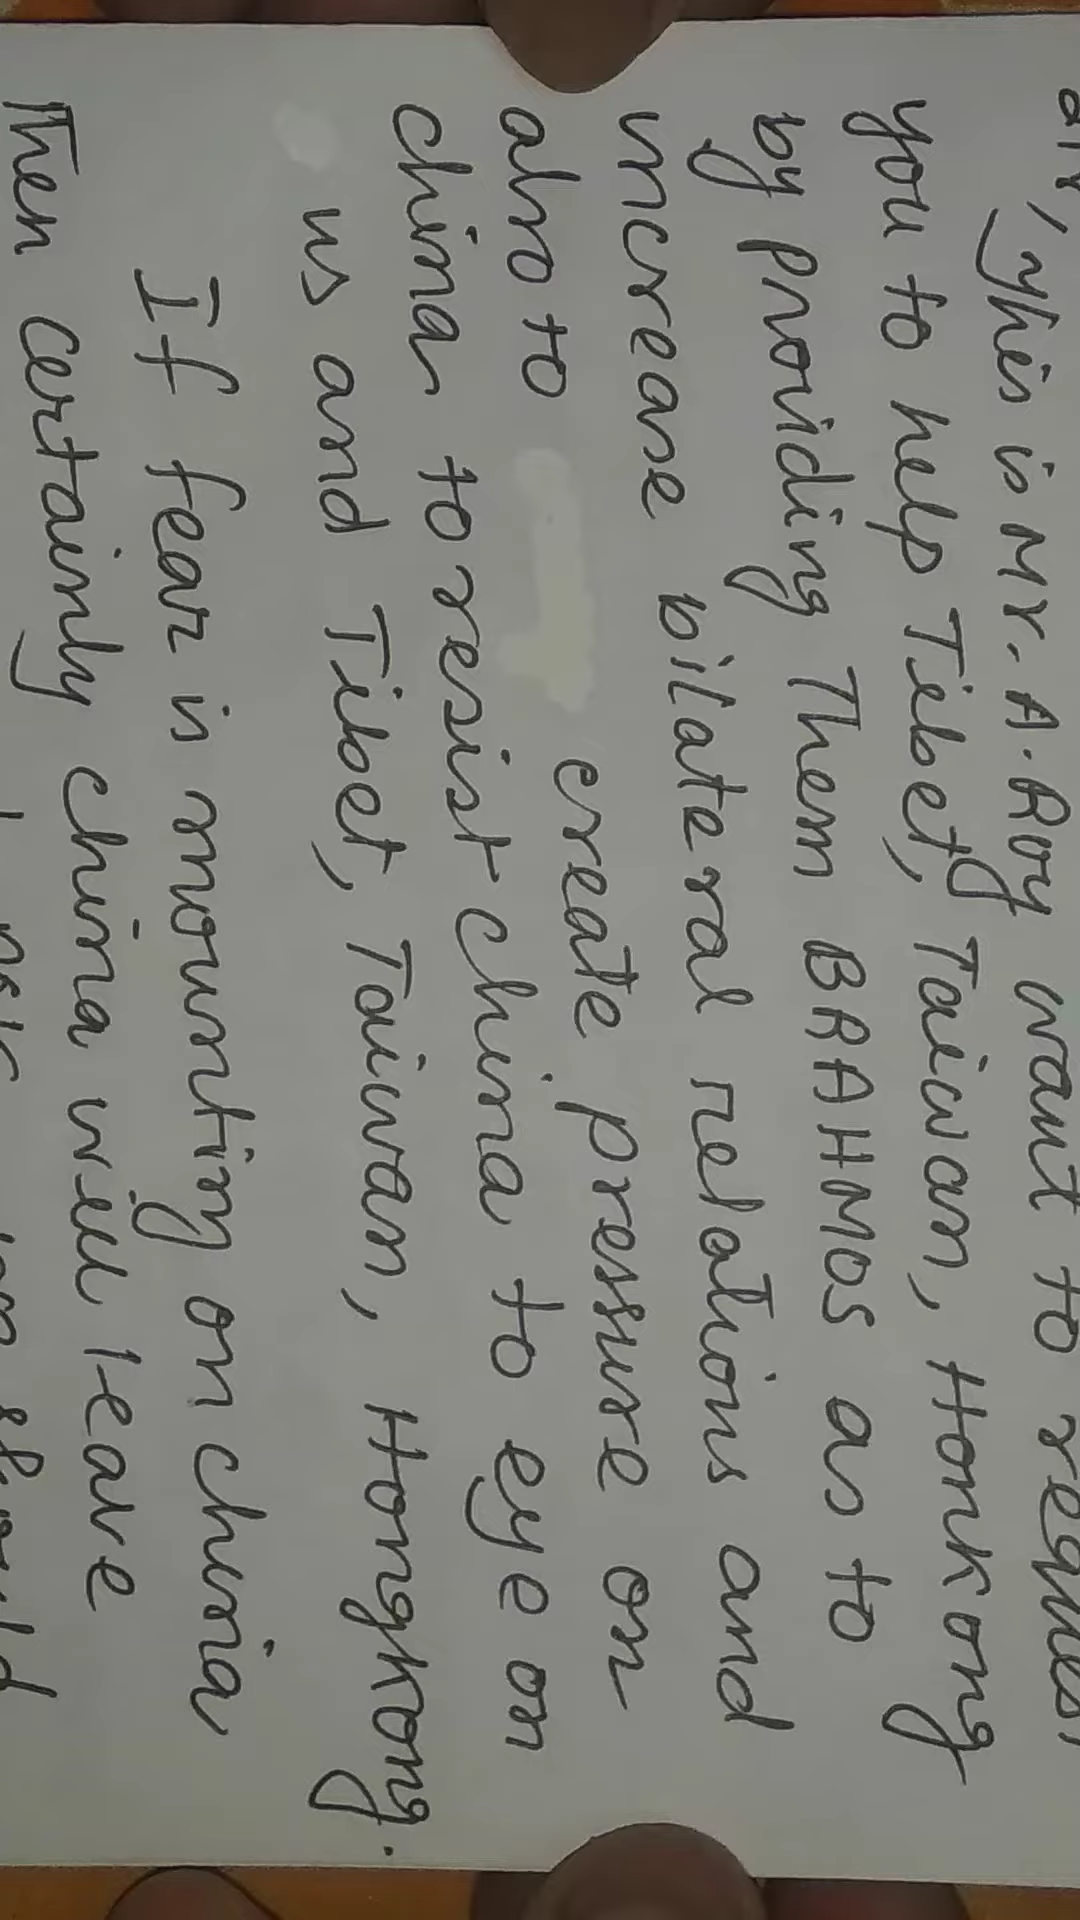 This is Mr. A. Roy want to
you to help Tibet, Taiwan, Honkong
by providing Them BRAHMOS as to
increase bilateral relations and
also to create pressure on
china to resist china to eye on
us and Tibet, Taiwan, Hongkong.
If fear is mounting on china
Then certainly china will leave